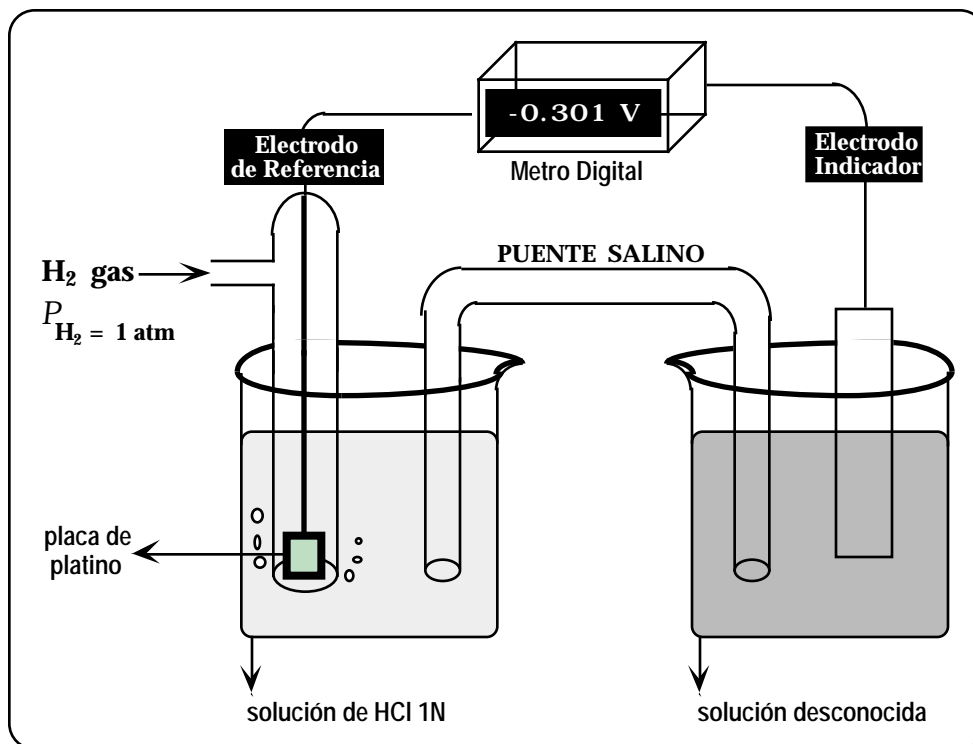 -0.301 V
Electrodo
de Referencia
Metro Digital
Electrodo
Indicador
PUENTE SALINO
H₂ gas
P H₂ = 1 atm
placa de
platino
solución de HCl 1N
solución desconocida